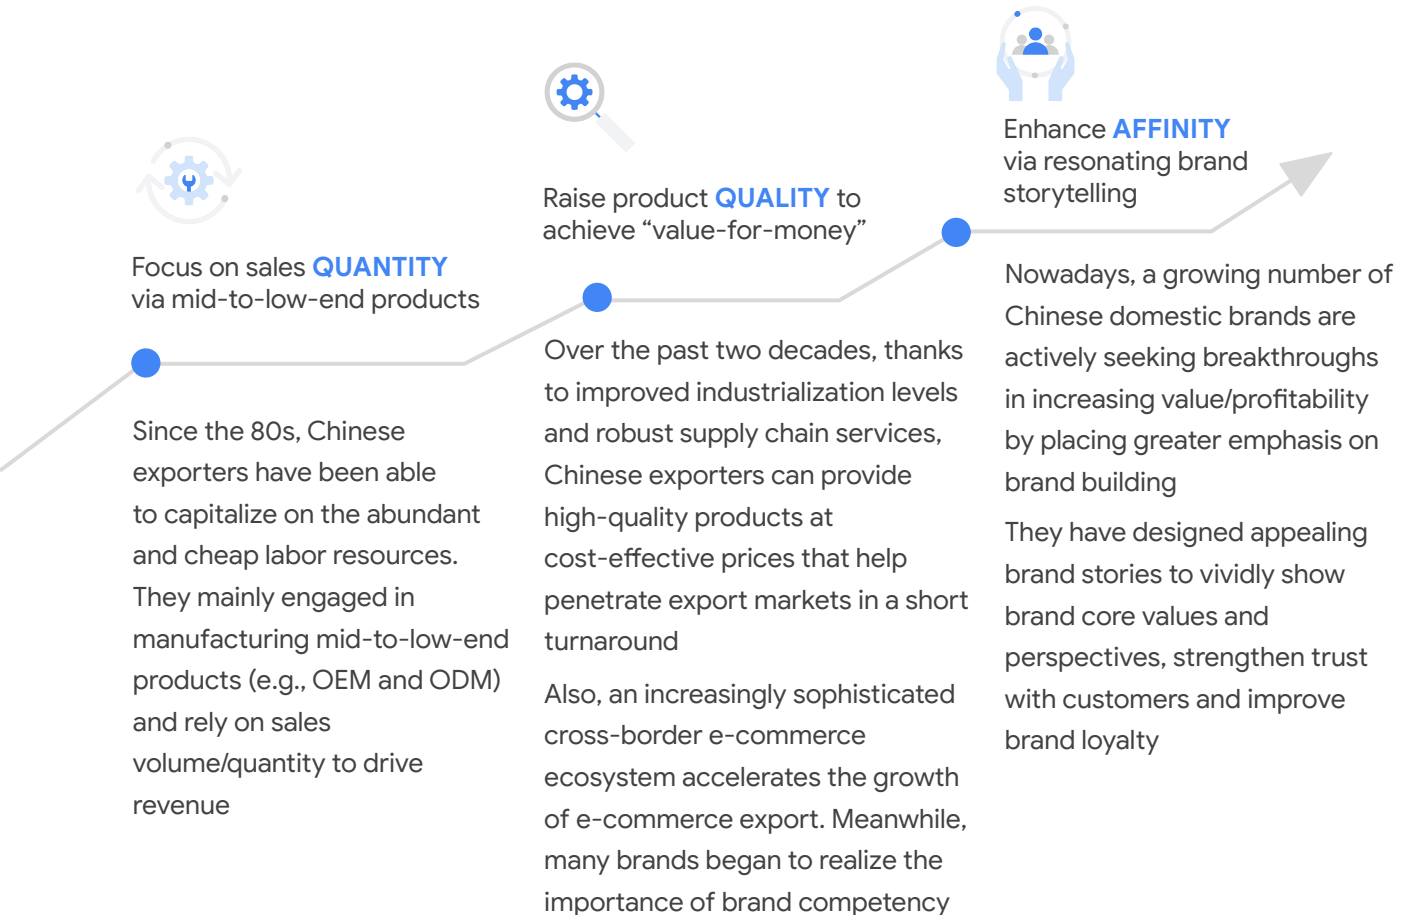 Focus on sales QUANTITY
via mid-to-low-end products
Since the 80s, Chinese
exporters have been able
to capitalize on the abundant
and cheap labor resources.
They mainly engaged in
manufacturing mid-to-low-end
products (e.g., OEM and ODM)
and rely on sales
volume/quantity to drive
revenue
Raise product QUALITY to
achieve “value-for-money”
Over the past two decades, thanks
to improved industrialization levels
and robust supply chain services,
Chinese exporters can provide
high-quality products at
cost-effective prices that help
penetrate export markets in a short
turnaround
Also, an increasingly sophisticated
cross-border e-commerce
ecosystem accelerates the growth
of e-commerce export. Meanwhile,
many brands began to realize the
importance of brand competency
Enhance AFFINITY
via resonating brand
storytelling
Nowadays, a growing number of
Chinese domestic brands are
actively seeking breakthroughs
in increasing value/profitability
by placing greater emphasis on
brand building
They have designed appealing
brand stories to vividly show
brand core values and
perspectives, strengthen trust
with customers and improve
brand loyalty